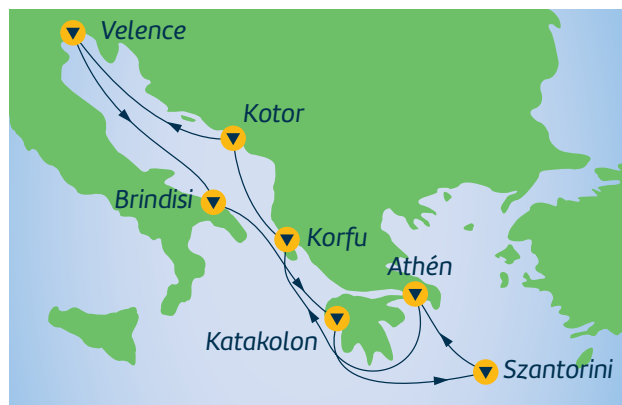 Velence
Kotor
Brindisi
Korfu
Athén
Katakolon
Szantorini